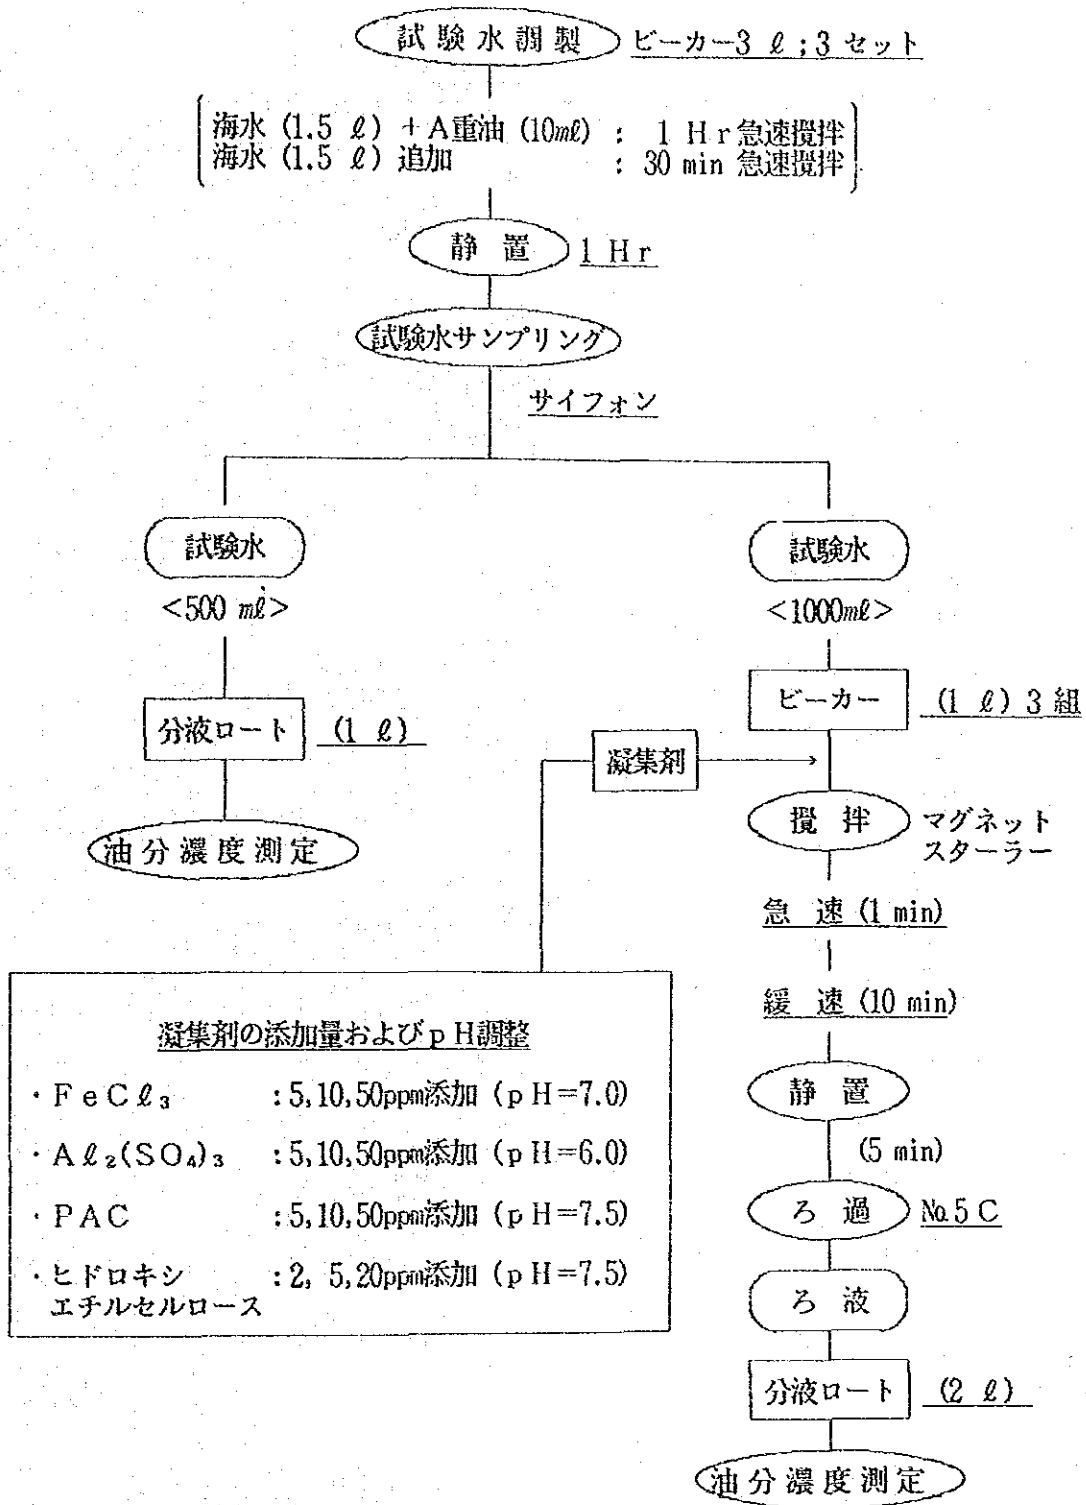 試験水調製 ビーカー3 ℓ ; 3 セット
海水 (1.5 ℓ) + A重油 (10mℓ) : 1 Hr 急速攪拌
海水 (1.5 ℓ) 追加 : 30 min 急速攪拌
静置 1 Hr
試験水サンプリング
サイフォン
試験水
<500 mℓ>
分液ロート (1 ℓ)
油分濃度測定
試験水
<1000mℓ>
ビーカー (1 ℓ) 3 組
凝集剤
攪拌 マグネット
スターラー
急速 (1 min)
緩速 (10 min)
静置
(5 min)
ろ過 No.5 C
ろ液
分液ロート (2 ℓ)
油分濃度測定
凝集剤の添加量およびpH調整
・FeCℓ₃ : 5,10,50ppm添加 (pH=7.0)
・Aℓ₂(SO₄)₃ : 5,10,50ppm添加 (pH=6.0)
・PAC : 5,10,50ppm添加 (pH=7.5)
・ヒドロキシ : 2, 5,20ppm添加 (pH=7.5)
エチルセルロース